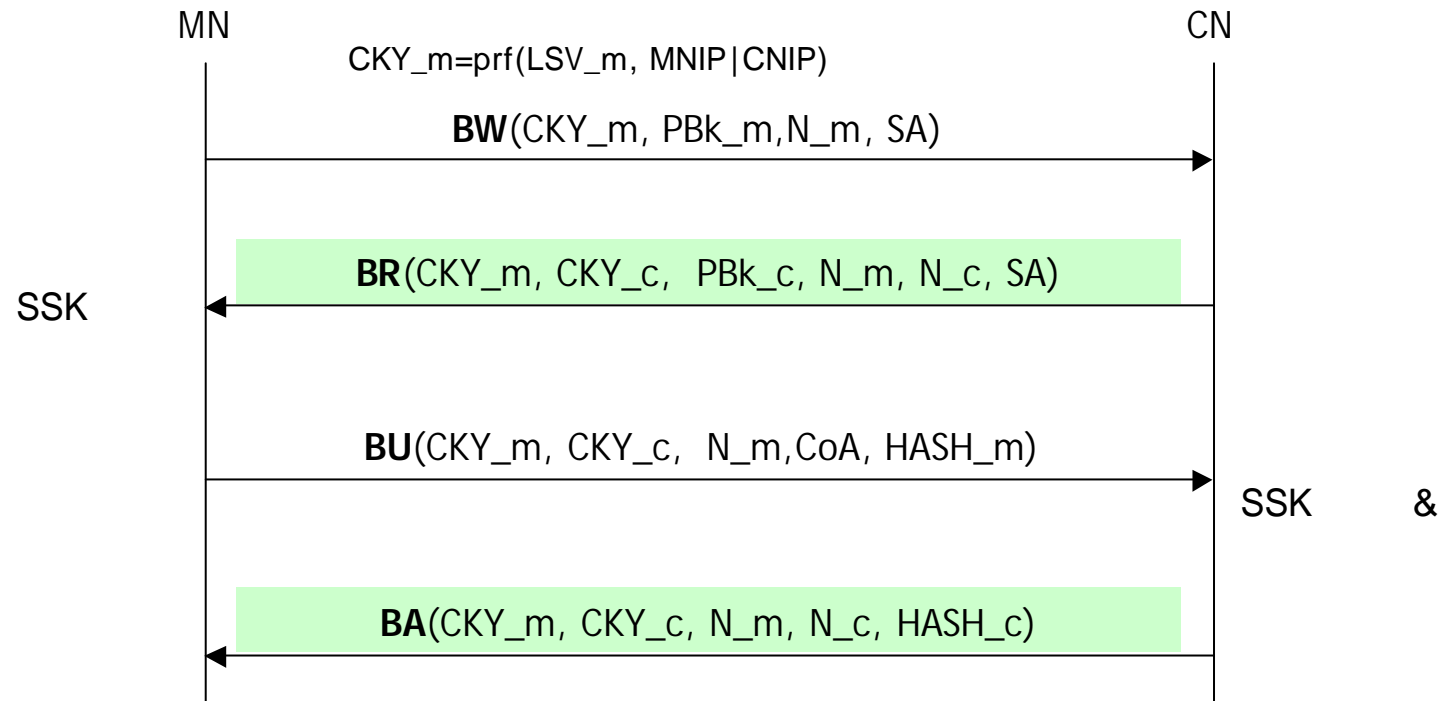 MN
CN
CKY_m=prf(LSV_m, MNIP|CNIP)
BW(CKY_m, PBk_m,N_m, SA)
BR(CKY_m, CKY_c, PBk_c, N_m, N_c, SA)
SSK
BU(CKY_m, CKY_c, N_m,CoA, HASH_m)
SSK &
BA(CKY_m, CKY_c, N_m, N_c, HASH_c)